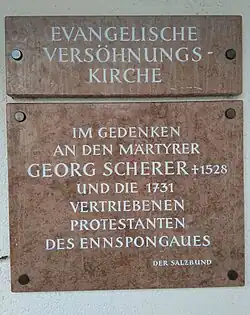 EVANGELISCHE
VERSÖHNUNGS-
KIRCHE
IM GEDENKEN
AN DEN MÄRTYRER
GEORG SCHERER +1528
UND DIE 1731
VERTRIEBENEN
PROTESTANTEN
DES ENNSPONGAUES
DER SALZBUND